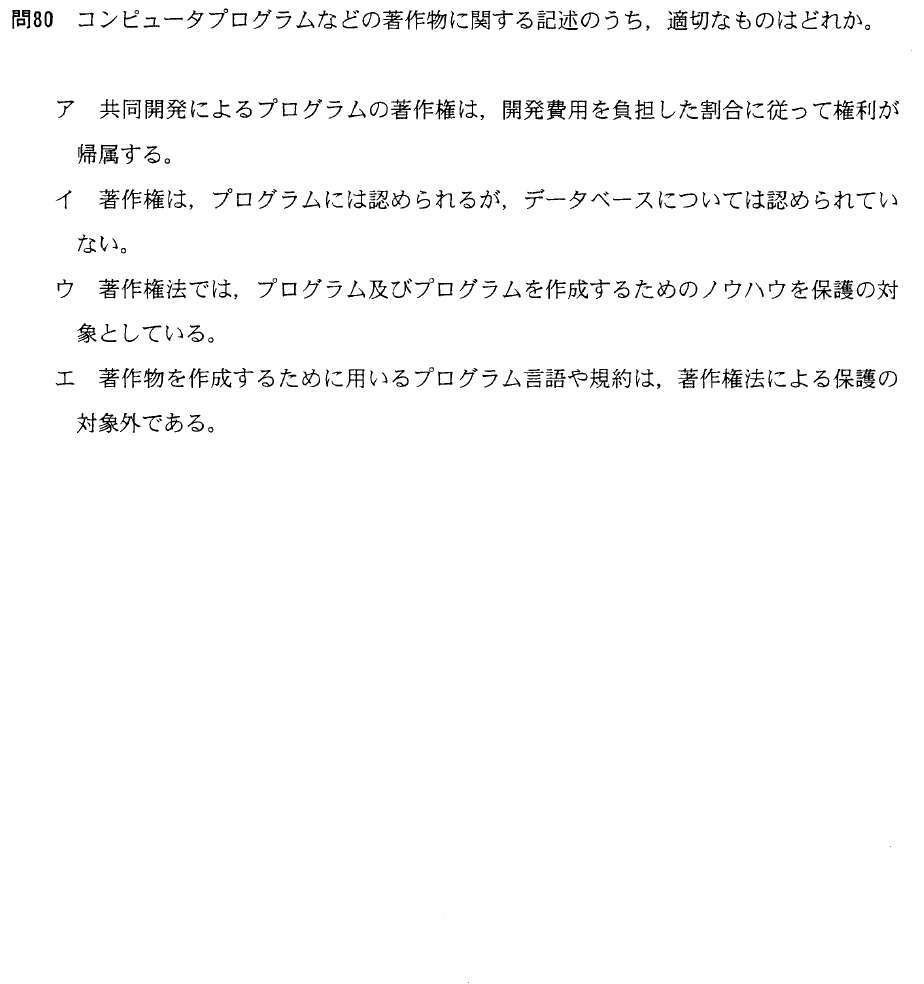 問80　コンピュータプログラムなどの著作物に関する記述のうち，適切なものはどれか。
ア　共同開発によるプログラムの著作権は，開発費用を負担した割合に従って権利が
帰属する。
イ　著作権は，プログラムには認められるが，データベースについては認められてい
ない。
ウ　著作権法では，プログラム及びプログラムを作成するためのノウハウを保護の対
象としている。
エ　著作物を作成するために用いるプログラム言語や規約は，著作権法による保護の
対象外である。